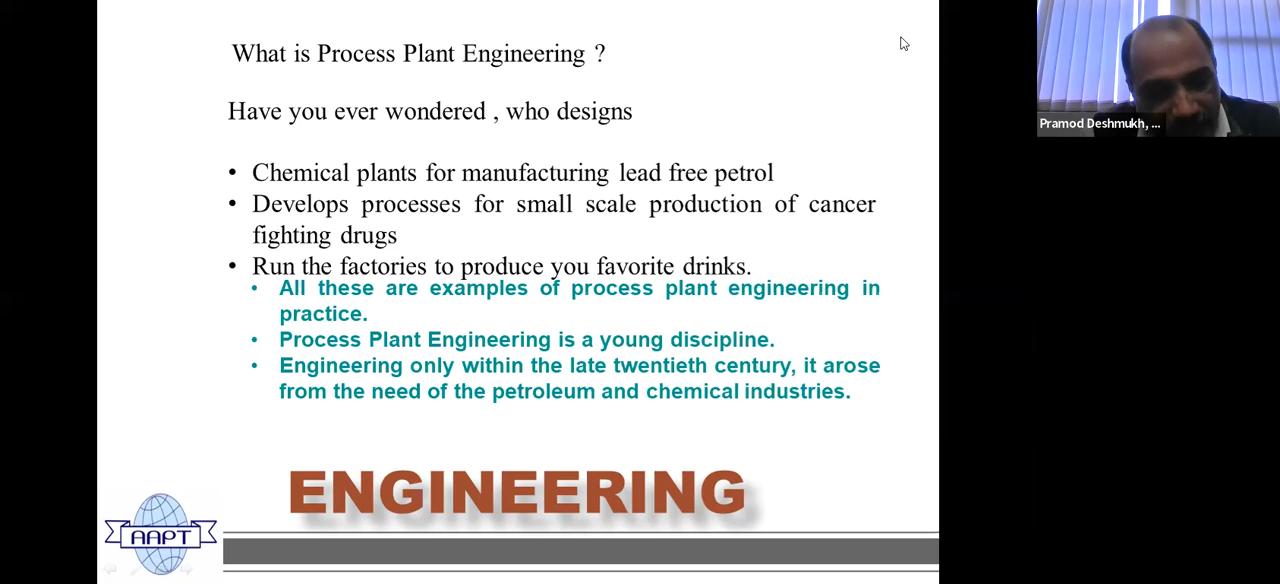 What is Process Plant Engineering ?
Have you ever wondered , who designs
• Chemical plants for manufacturing lead free petrol
• Develops processes for small scale production of cancer
fighting drugs
• Run the factories to produce you favorite drinks.
• All these are examples of process plant engineering in
practice.
• Process Plant Engineering is a young discipline.
• Engineering only within the late twentieth century, it arose
from the need of the petroleum and chemical industries.
ENGINEERING
AAPT
Pramod Deshmukh, ...